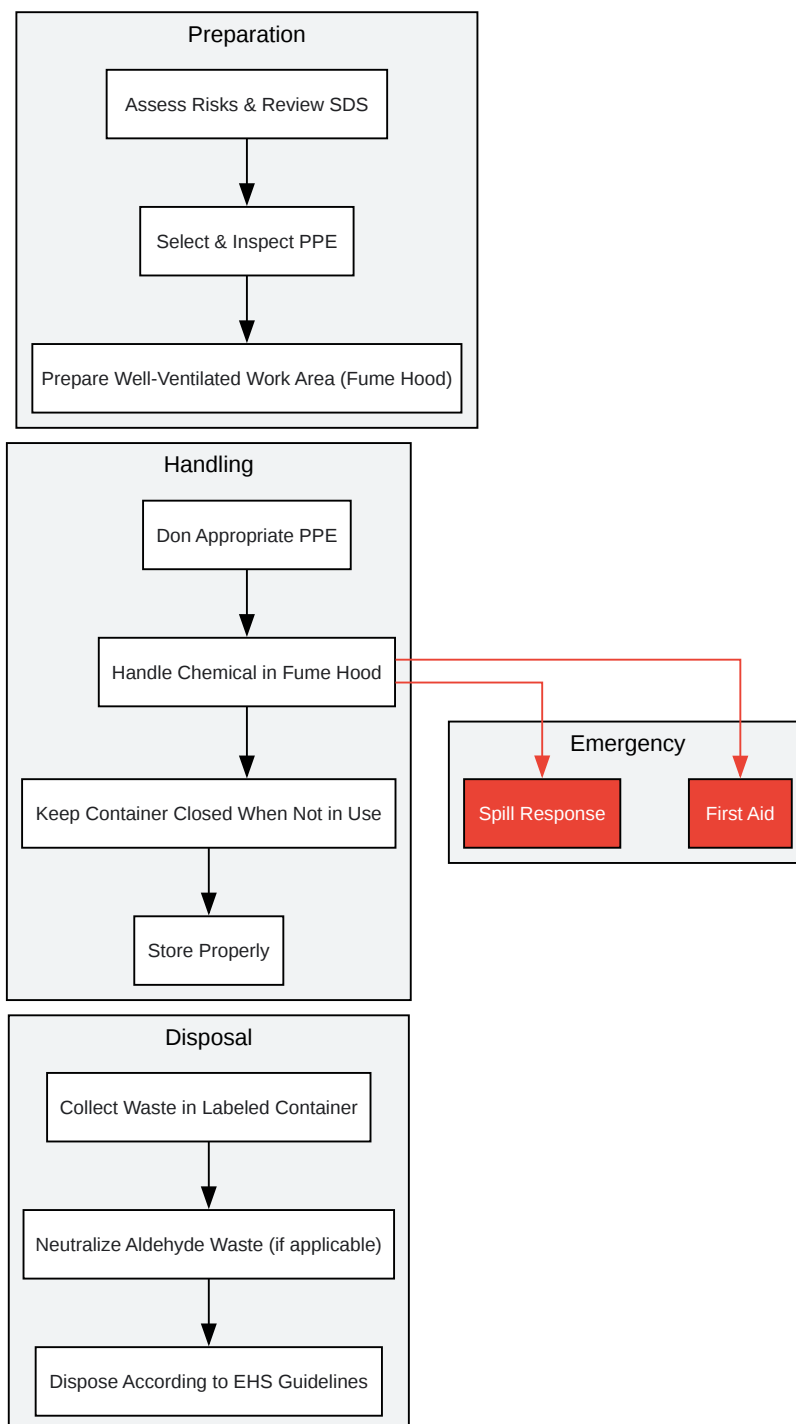 Preparation
Assess Risks & Review SDS
Select & Inspect PPE
Prepare Well-Ventilated Work Area (Fume Hood)
Handling
Don Appropriate PPE
Handle Chemical in Fume Hood
Keep Container Closed When Not in Use
Store Properly
Emergency
Spill Response
First Aid
Disposal
Collect Waste in Labeled Container
Neutralize Aldehyde Waste (if applicable)
Dispose According to EHS Guidelines